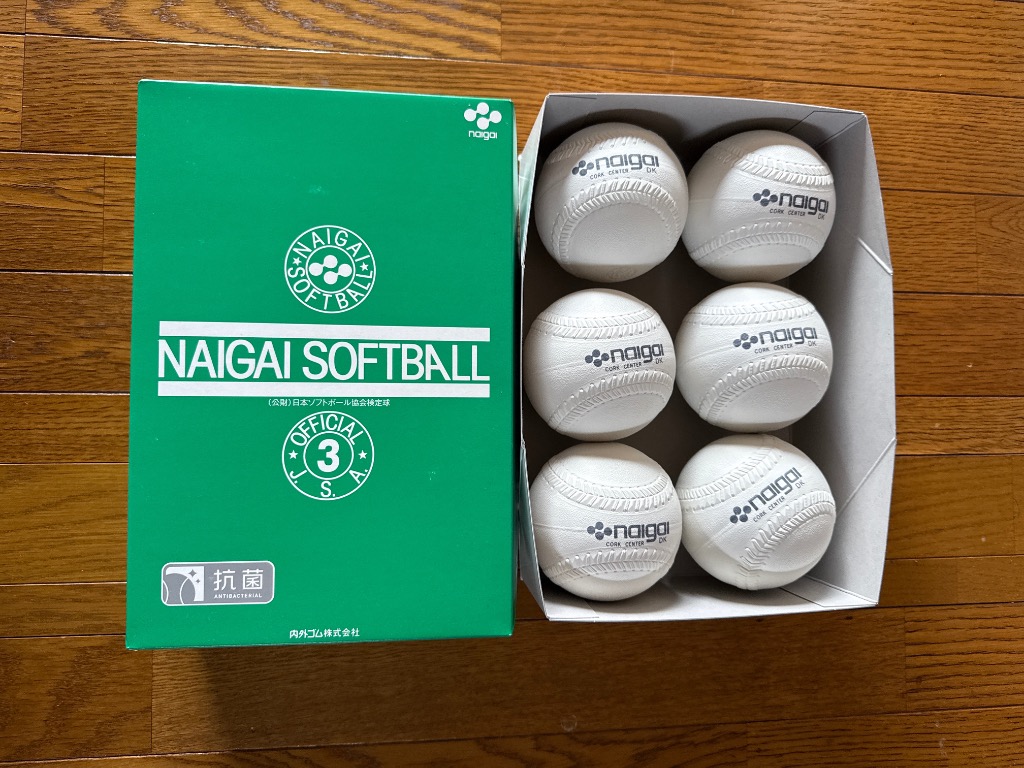 naigai
★NAIGAI★
SOFTBALL
NAIGAI SOFTBALL
(公財)日本ソフトボール協会検定球
★OFFICIAL★
3
J.S.A.
抗菌
ANTIBACTERIAL
内外ゴム株式会社
naigai
CORK CENTER DK
naigai
CORK CENTER DK
naigai
CORK CENTER DK
naigai
CORK CENTER DK
naigai
CORK CENTER DK
naigai
CORK CENTER DK